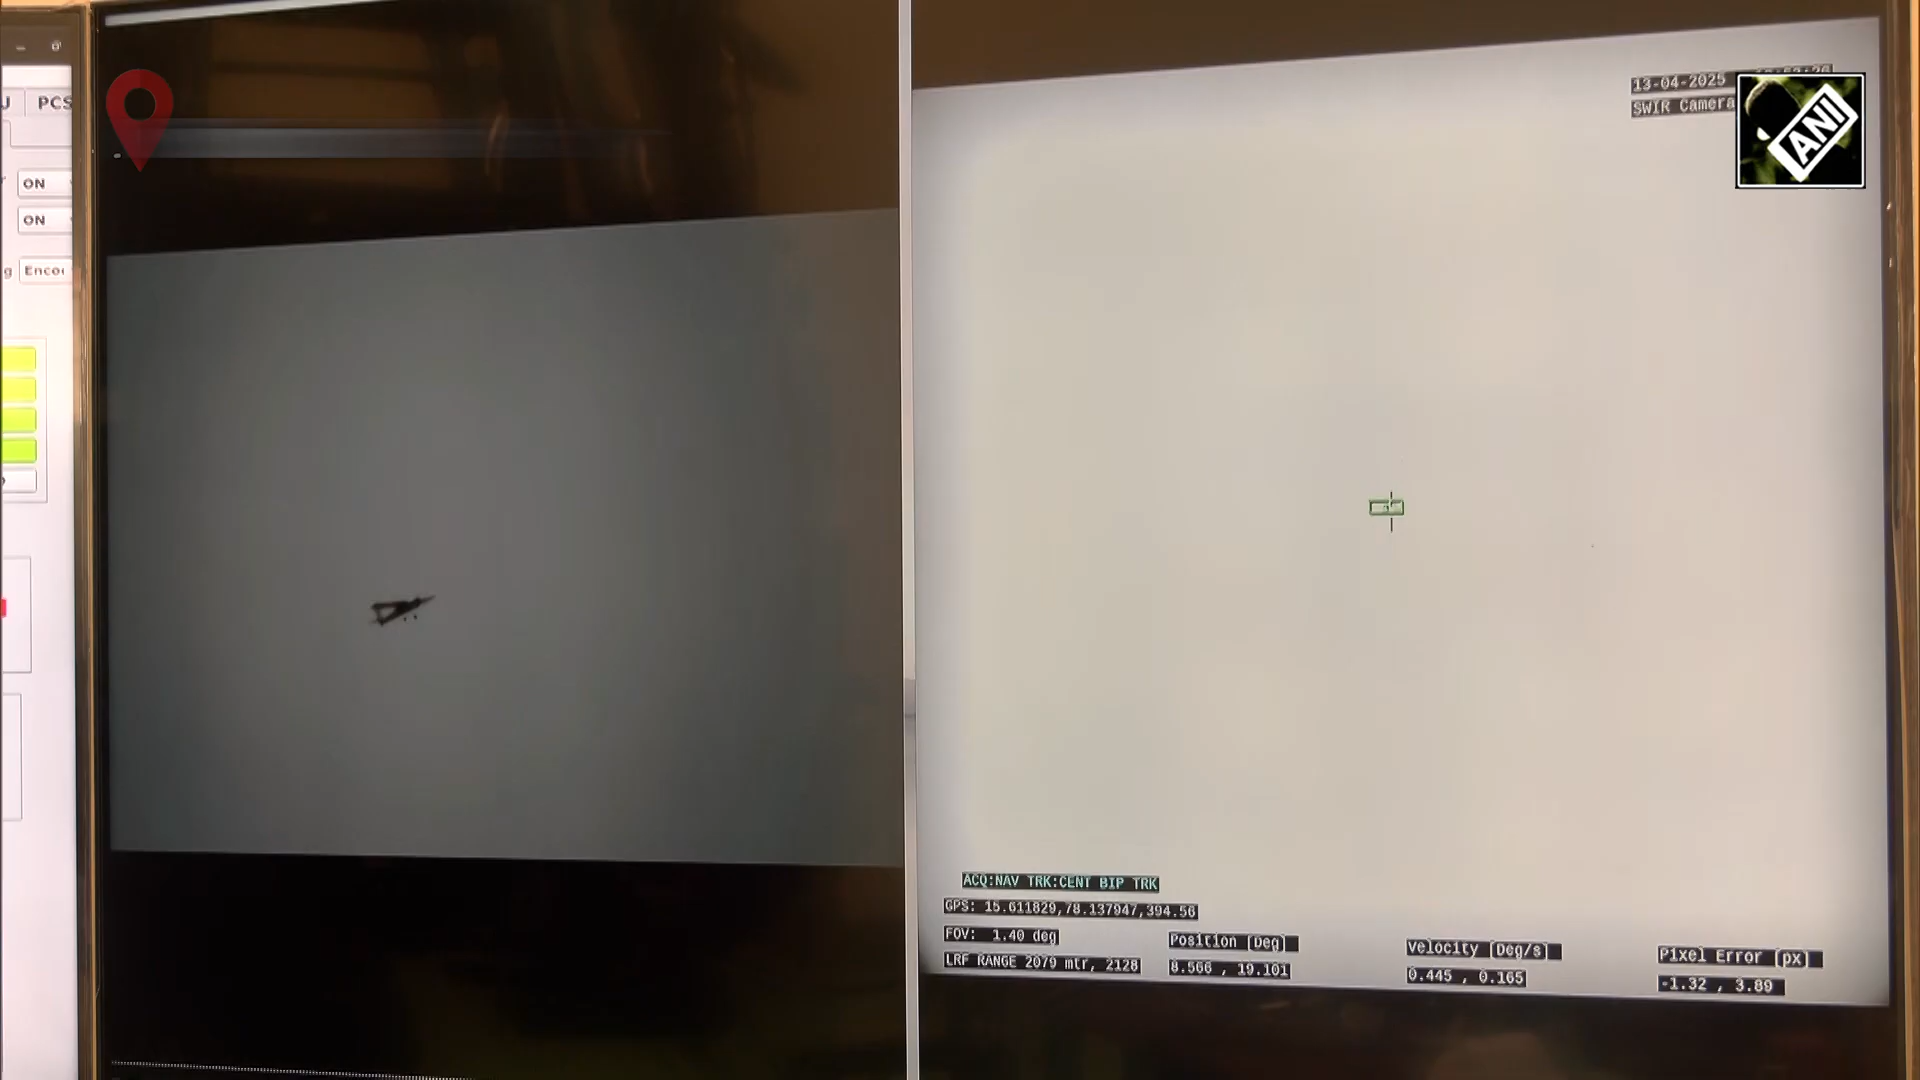 PCS
ON
ON
Enco
13-04-2025
SWIR Camera
ANI
ACQ:NAV TRK:CENT BIP TRK
GPS: 15.611829,78.137947,394.56
FOV: 1.40 deg
LRF RANGE 2079 mtr, 2128
Position [Deg]
8.566 , 19.101
Velocity [Deg/s]
0.445 , 0.165
Pixel Error [px]
-1.32 , 3.89